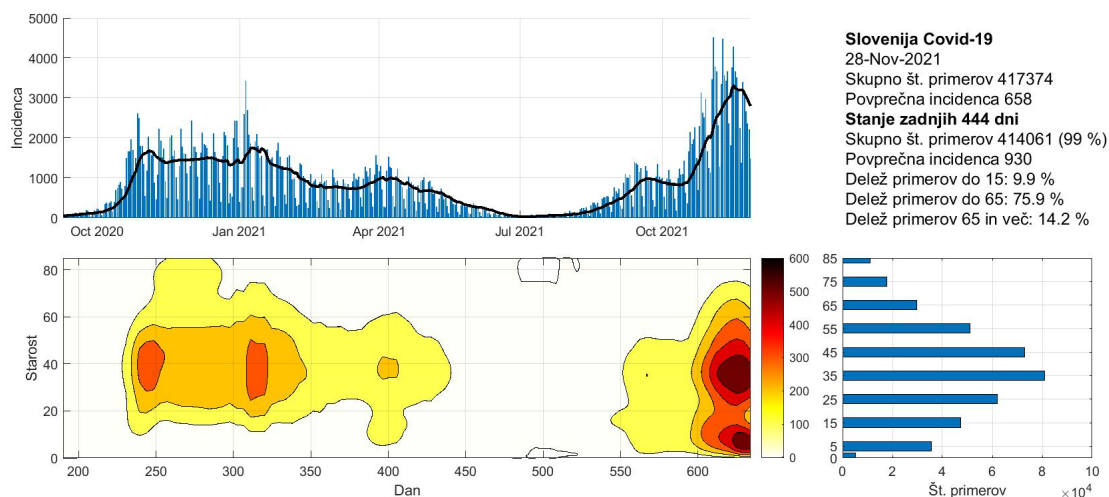 5000
4000
3000
2000
1000
0
Incidenca
Oct 2020
Jan 2021
Apr 2021
Jul 2021
Oct 2021
Slovenija Covid-19
28-Nov-2021
Skupno št. primerov 417374
Povprečna incidenca 658
Stanje zadnjih 444 dni
Skupno št. primerov 414061 (99 %)
Povprečna incidenca 930
Delež primerov do 15: 9.9 %
Delež primerov do 65: 75.9 %
Delež primerov 65 in več: 14.2 %
80
60
40
20
0
Starost
200 250 300 350 400 450 500 550 600
Dan
600
500
400
300
200
100
0
85
75
65
55
45
35
25
15
5
0
0 2 4 6 8 10
Št. primerov
×10^4